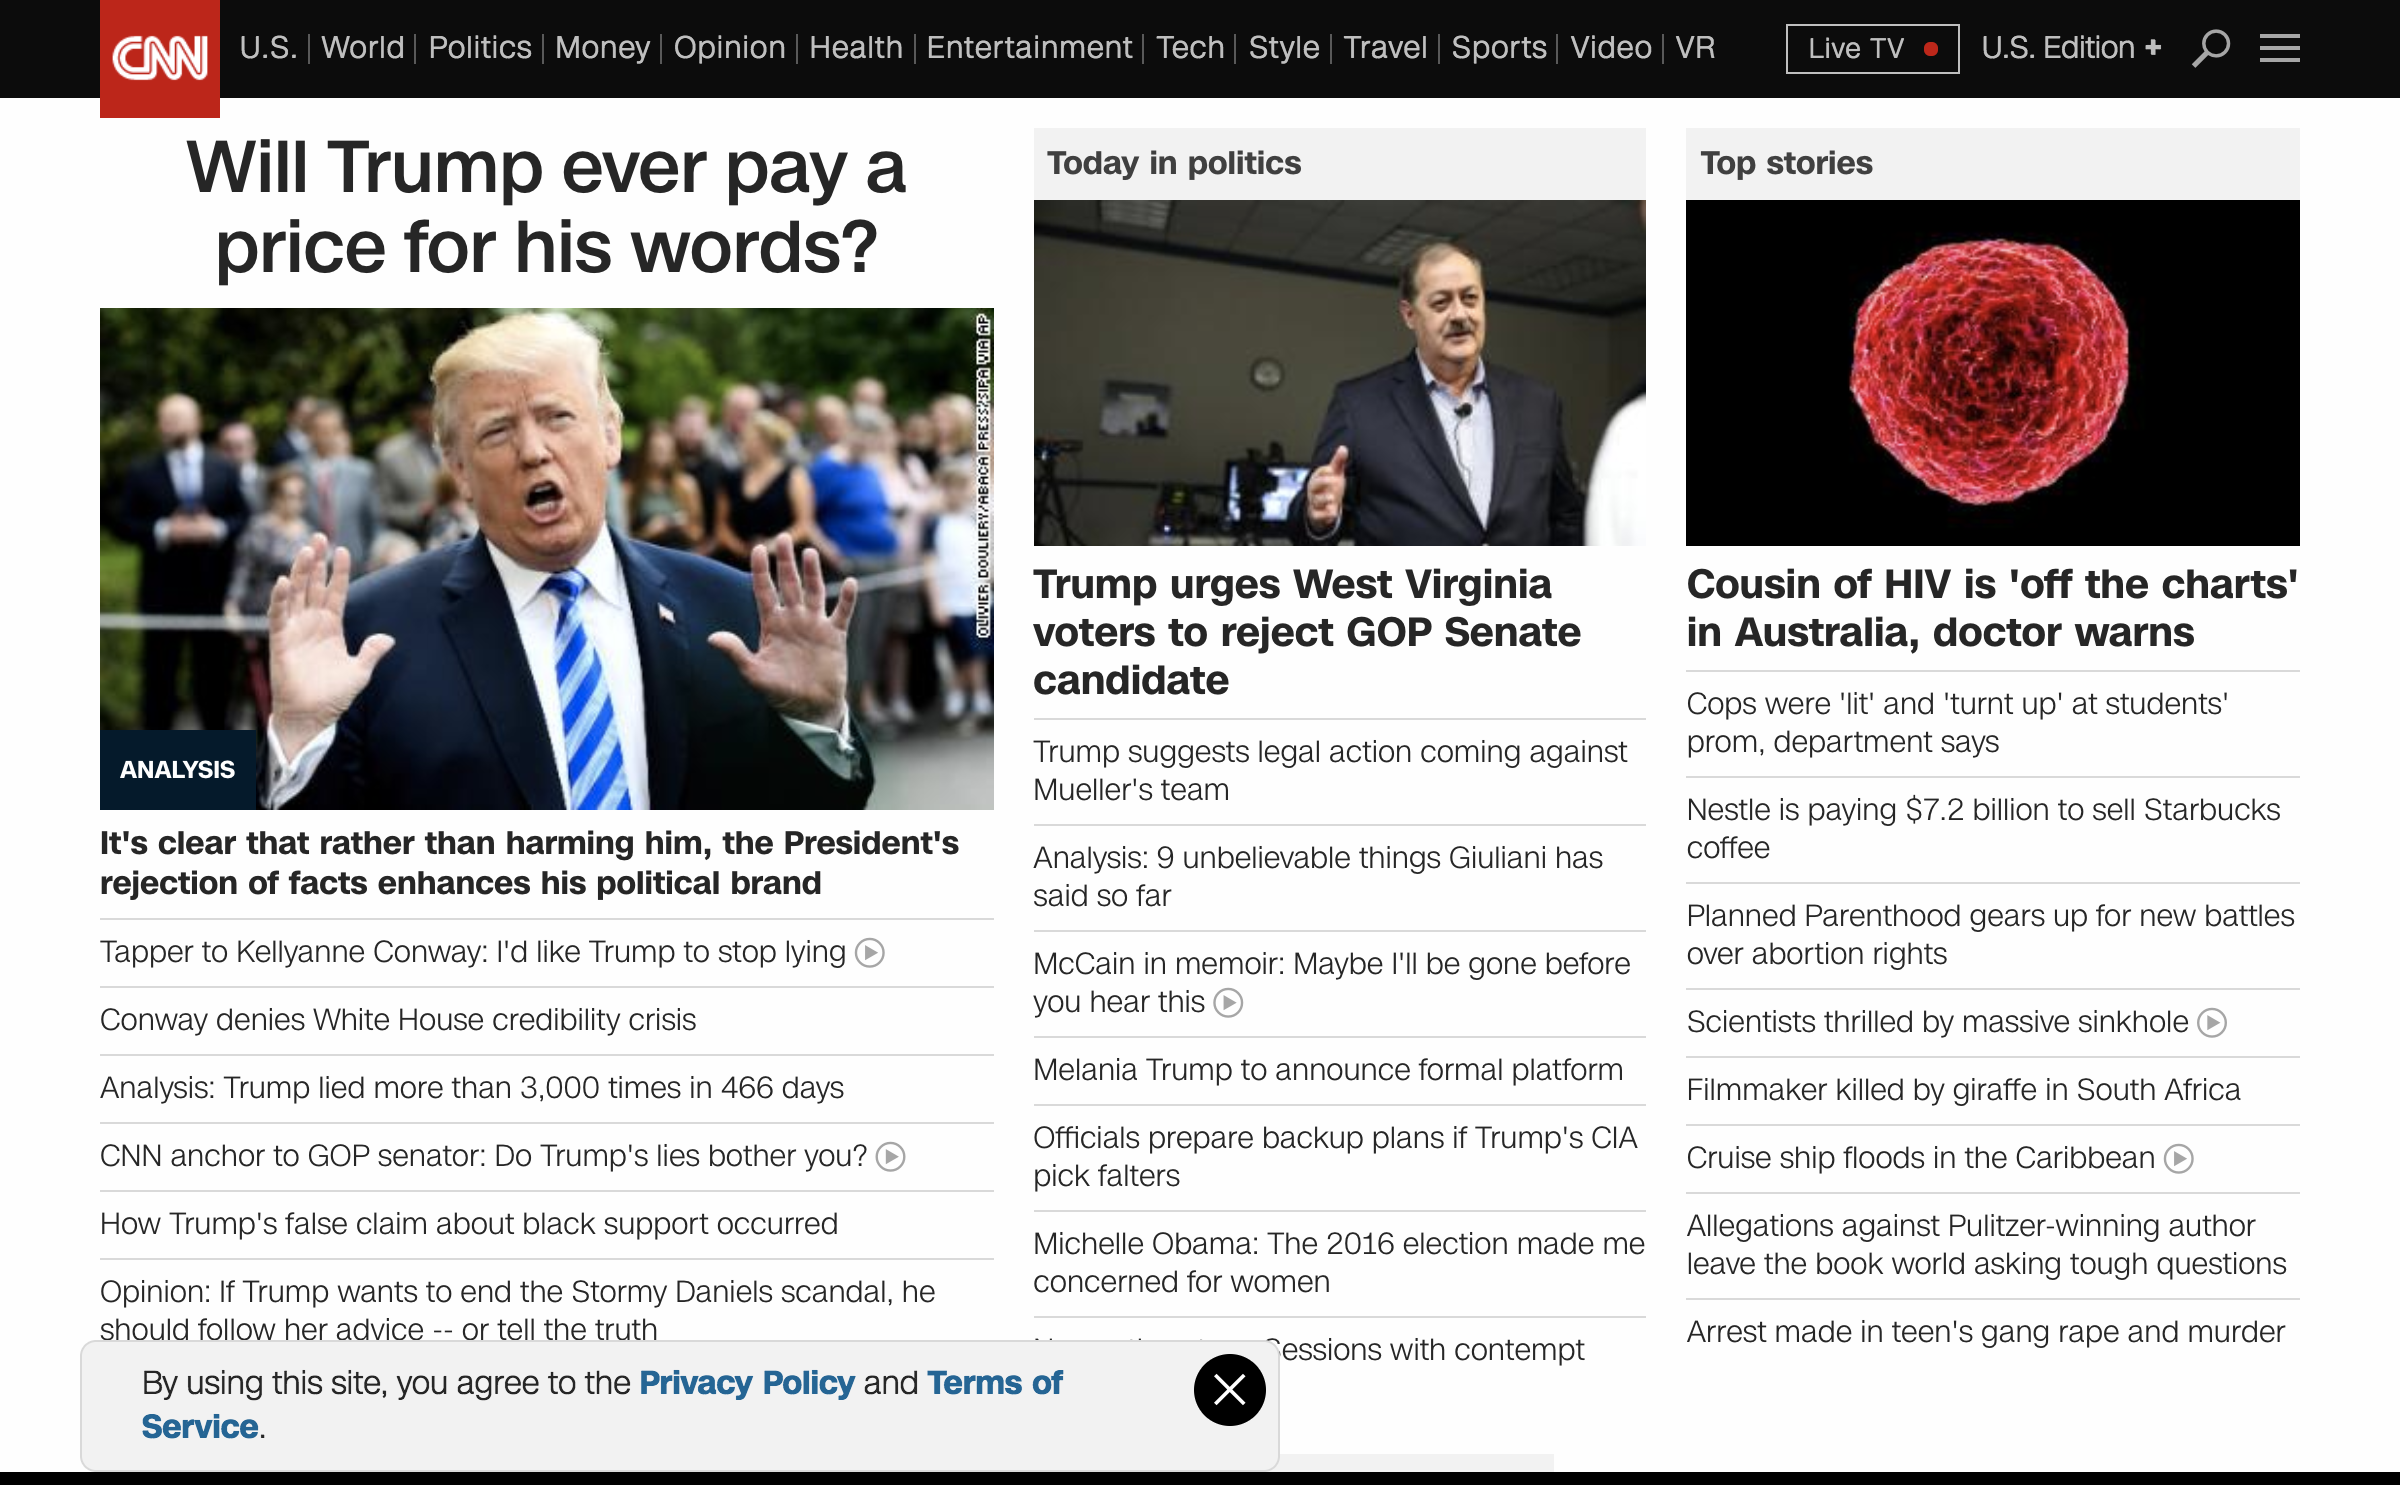 CNN
U.S. | World | Politics | Money | Opinion | Health | Entertainment | Tech | Style | Travel | Sports | Video | VR
Live TV
U.S. Edition +
Will Trump ever pay a
price for his words?
OLIVIER DOULIERY/ABACA PRESS/SIPA VIA AP
ANALYSIS
It's clear that rather than harming him, the President's
rejection of facts enhances his political brand
Tapper to Kellyanne Conway: I'd like Trump to stop lying
Conway denies White House credibility crisis
Analysis: Trump lied more than 3,000 times in 466 days
CNN anchor to GOP senator: Do Trump's lies bother you?
How Trump's false claim about black support occurred
Opinion: If Trump wants to end the Stormy Daniels scandal, he
should follow her advice -- or tell the truth
Today in politics
Trump urges West Virginia
voters to reject GOP Senate
candidate
Trump suggests legal action coming against
Mueller's team
Analysis: 9 unbelievable things Giuliani has
said so far
McCain in memoir: Maybe I'll be gone before
you hear this
Melania Trump to announce formal platform
Officials prepare backup plans if Trump's CIA
pick falters
Michelle Obama: The 2016 election made me
concerned for women
Sessions with contempt
Top stories
Cousin of HIV is 'off the charts'
in Australia, doctor warns
Cops were 'lit' and 'turnt up' at students'
prom, department says
Nestle is paying $7.2 billion to sell Starbucks
coffee
Planned Parenthood gears up for new battles
over abortion rights
Scientists thrilled by massive sinkhole
Filmmaker killed by giraffe in South Africa
Cruise ship floods in the Caribbean
Allegations against Pulitzer-winning author
leave the book world asking tough questions
Arrest made in teen's gang rape and murder
By using this site, you agree to the Privacy Policy and Terms of
Service.